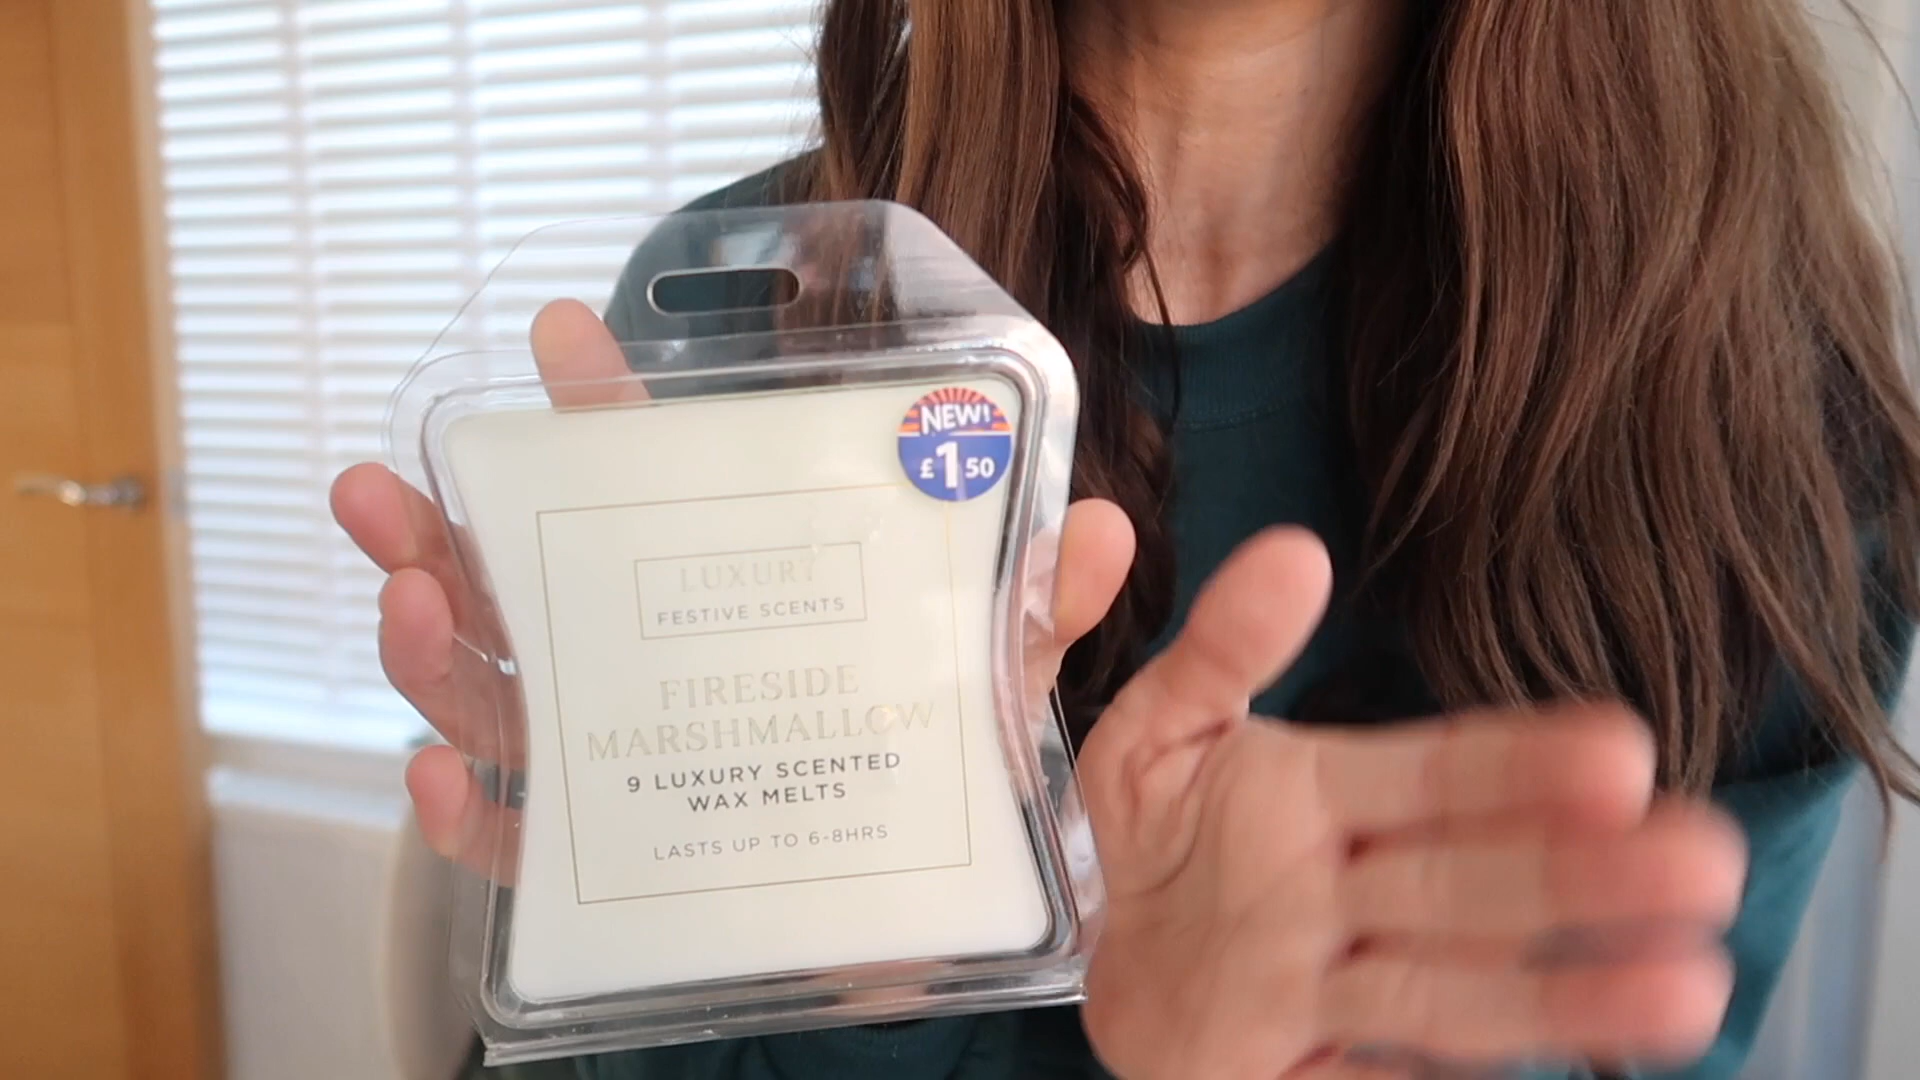 NEW!
£1.50
LUXURY
FESTIVE SCENTS
FIRESIDE
MARSHMALLOW
9 LUXURY SCENTED
WAX MELTS
LASTS UP TO 6-8HRS